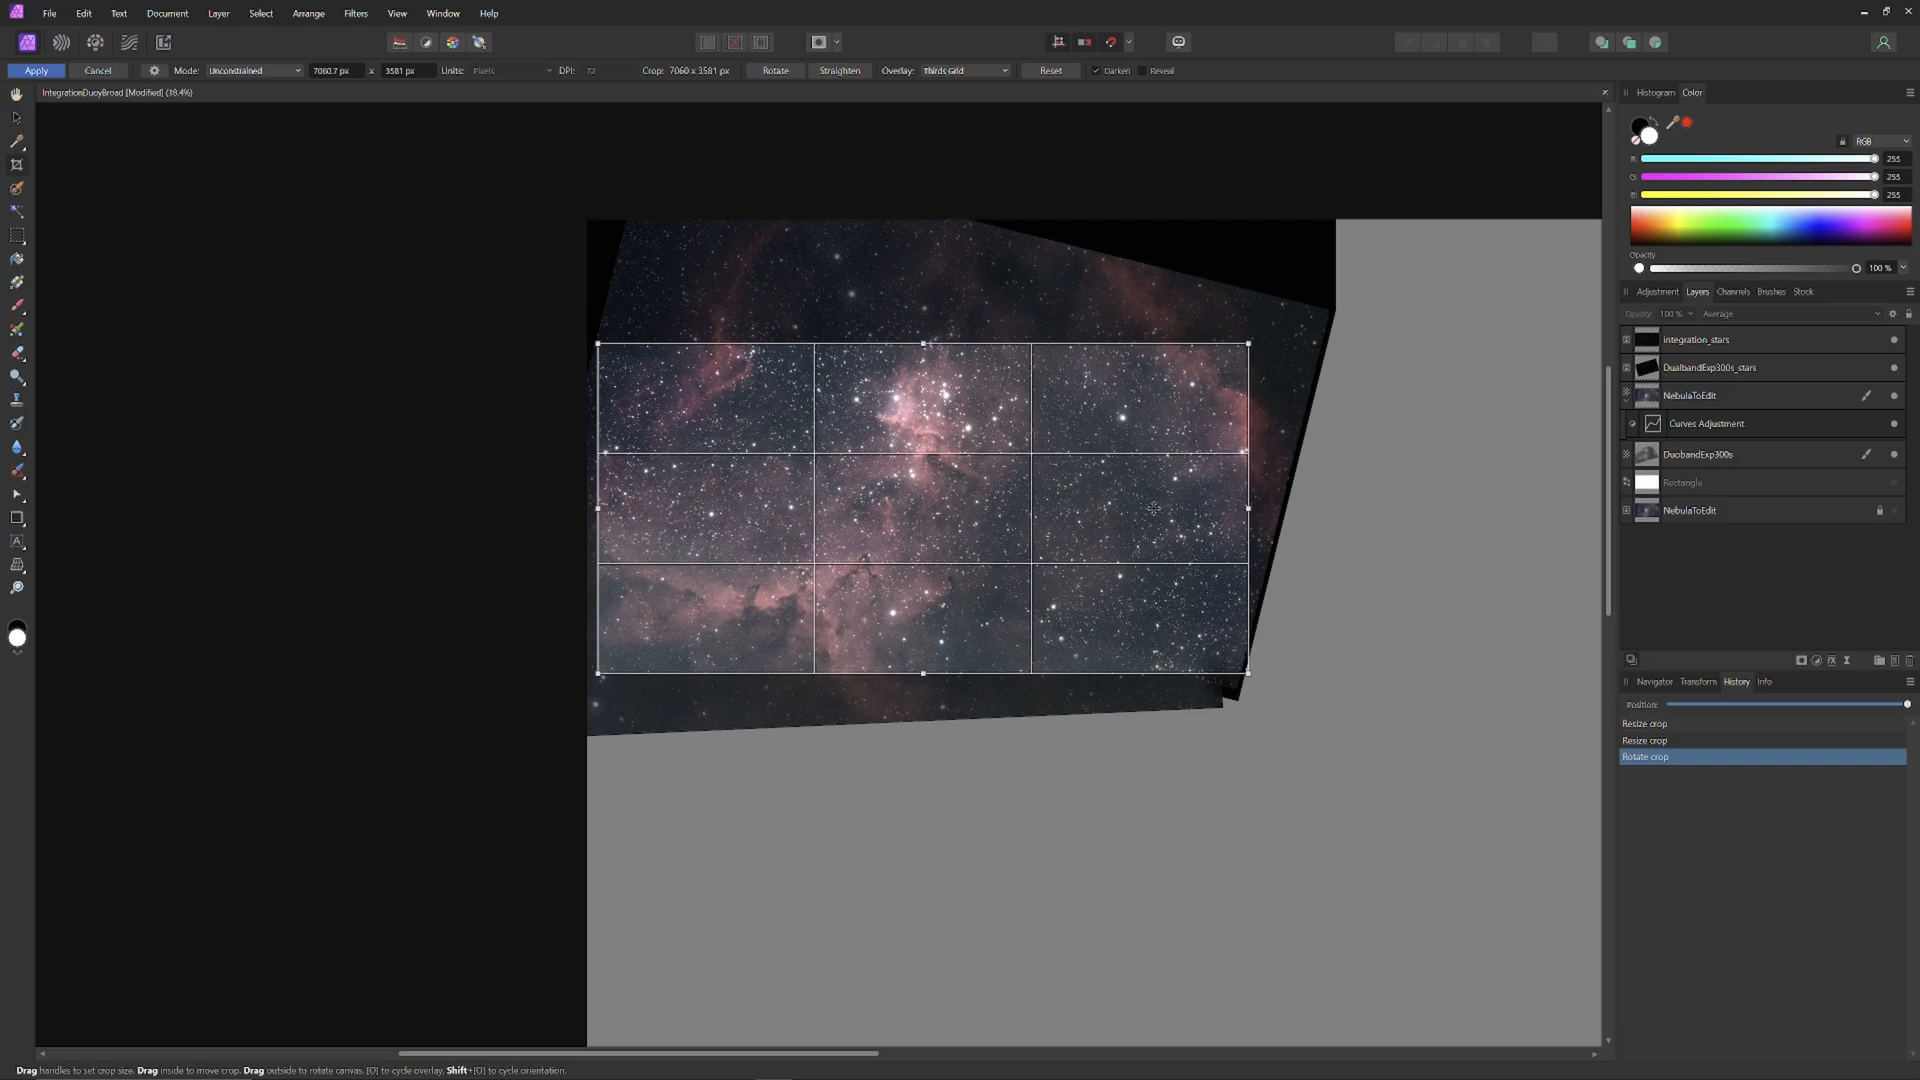 File Edit Text Document Layer Select Arrange Filters View Window Help
Apply Cancel Mode: Unconstrained 7060.7 px x 3581 px Units: Pixels DPI: 72 Crop: 7060 x 3581 px Rotate Straighten Overlay: Thirds Grid Reset Darken Reveal
IntegrationDuoyBroad [Modified] (18.4%)
Histogram Color
RGB
R: 255
G: 255
B: 255
Opacity
100 %
Adjustment Layers Channels Brushes Stock
Opacity: 100 % Average
integration_stars
DualbandExp300s_stars
NebulaToEdit
Curves Adjustment
DuobandExp300s
Rectangle
NebulaToEdit
Navigator Transform History Info
Position:
Resize crop
Resize crop
Rotate crop
Drag handles to set crop size. Drag inside to move crop. Drag outside to rotate canvas. [O] to cycle overlay. Shift+[O] to cycle orientation.